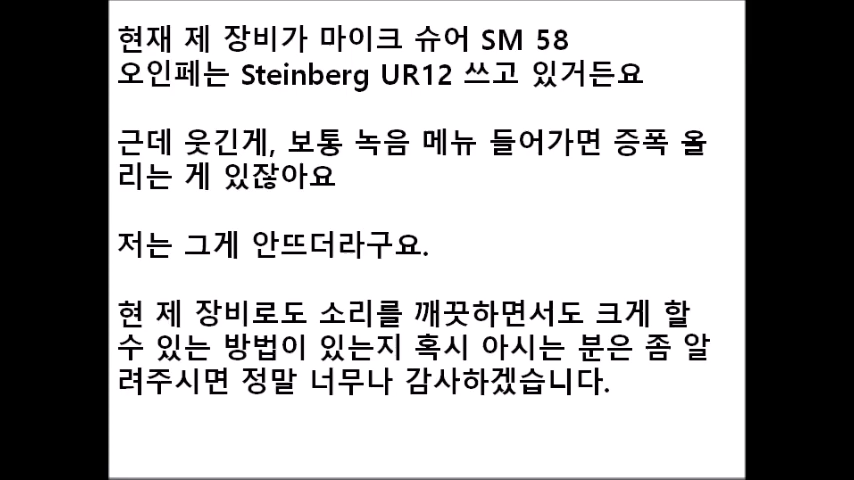 현재 제 장비가 마이크 슈어 SM 58
오인페는 Steinberg UR12 쓰고 있거든요
근데 웃긴게, 보통 녹음 메뉴 들어가면 증폭 올
리는 게 있잖아요
저는 그게 안뜨더라구요.
현 제 장비로도 소리를 깨끗하면서도 크게 할
수 있는 방법이 있는지 혹시 아시는 분은 좀 알
려주시면 정말 너무나 감사하겠습니다.